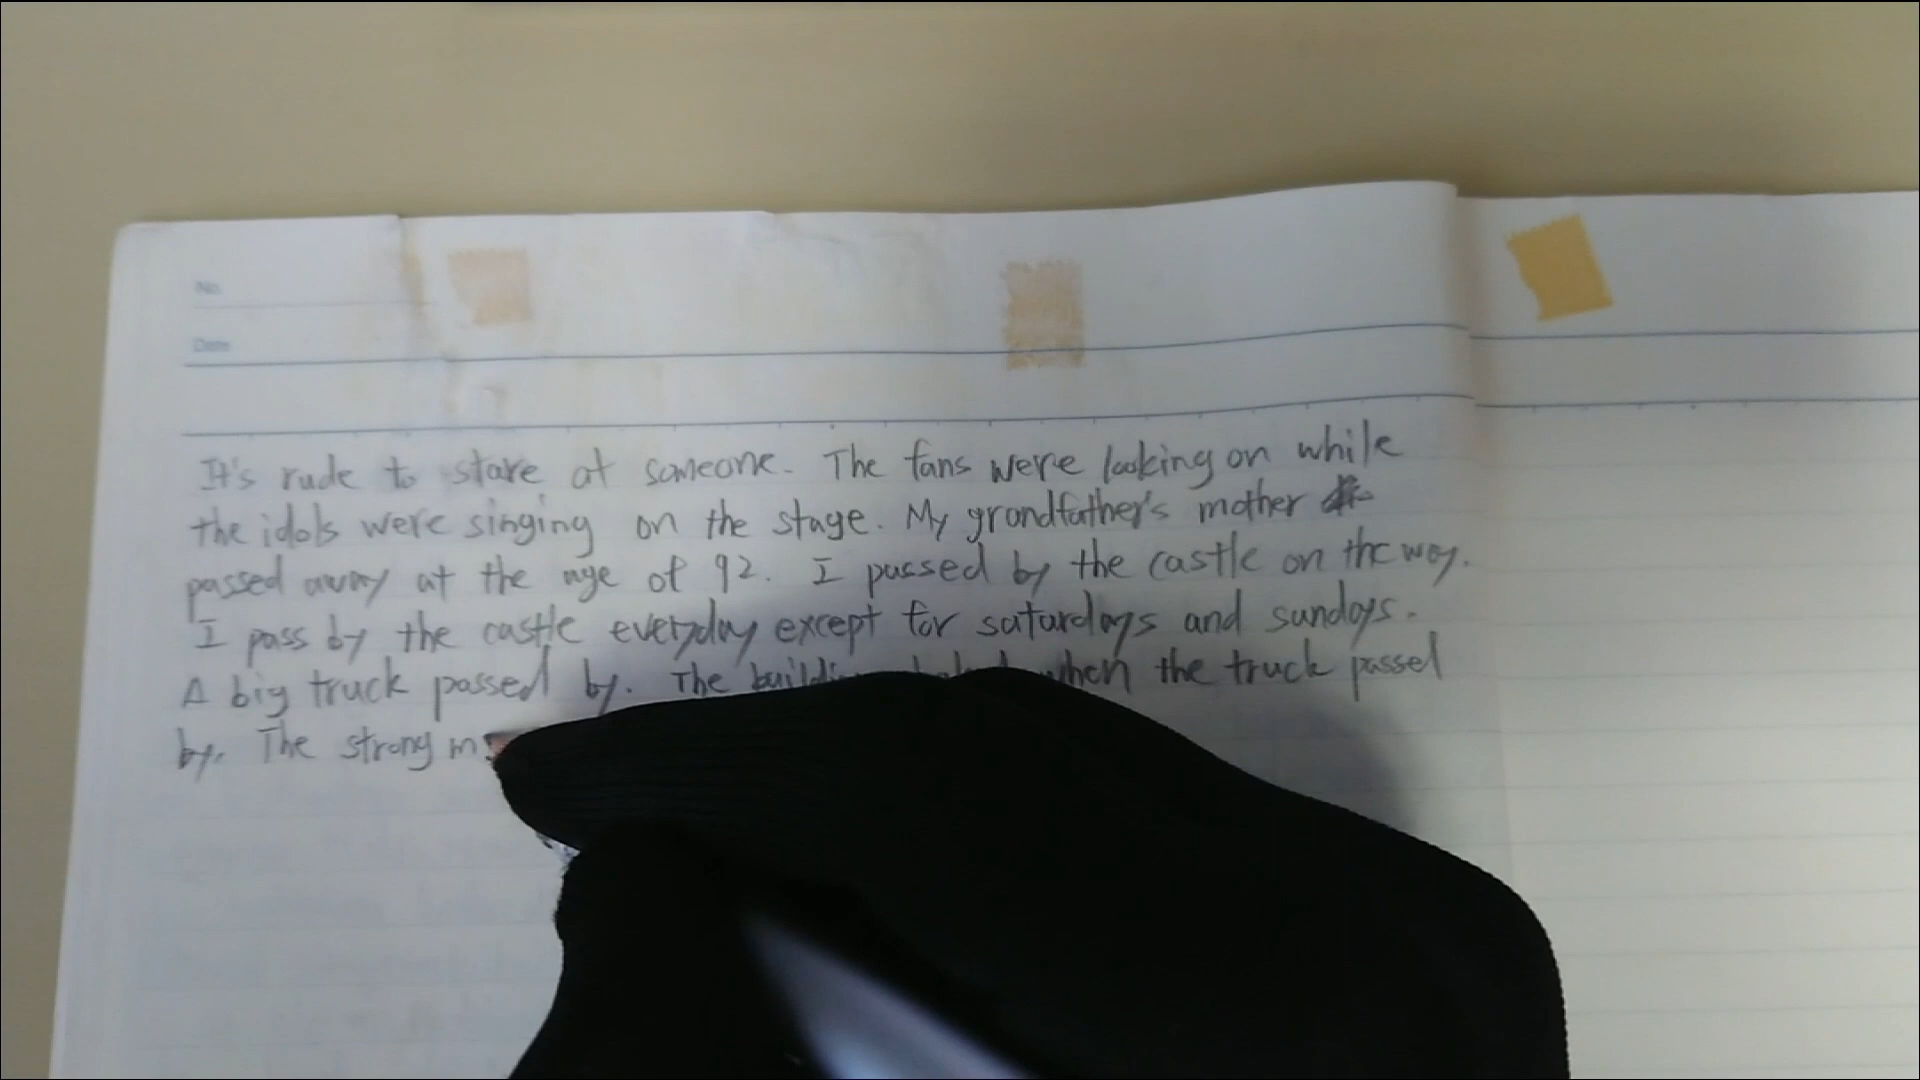 No.
Date
It's rude to stare at someone. The fans were looking on while
the idols were singing on the stage. My grandfather's mother
passed away at the age of 92. I passed by the castle on the way.
I pass by the castle everyday except for saturdays and sundays.
A big truck passed by. The when the truck passed
by. The strong